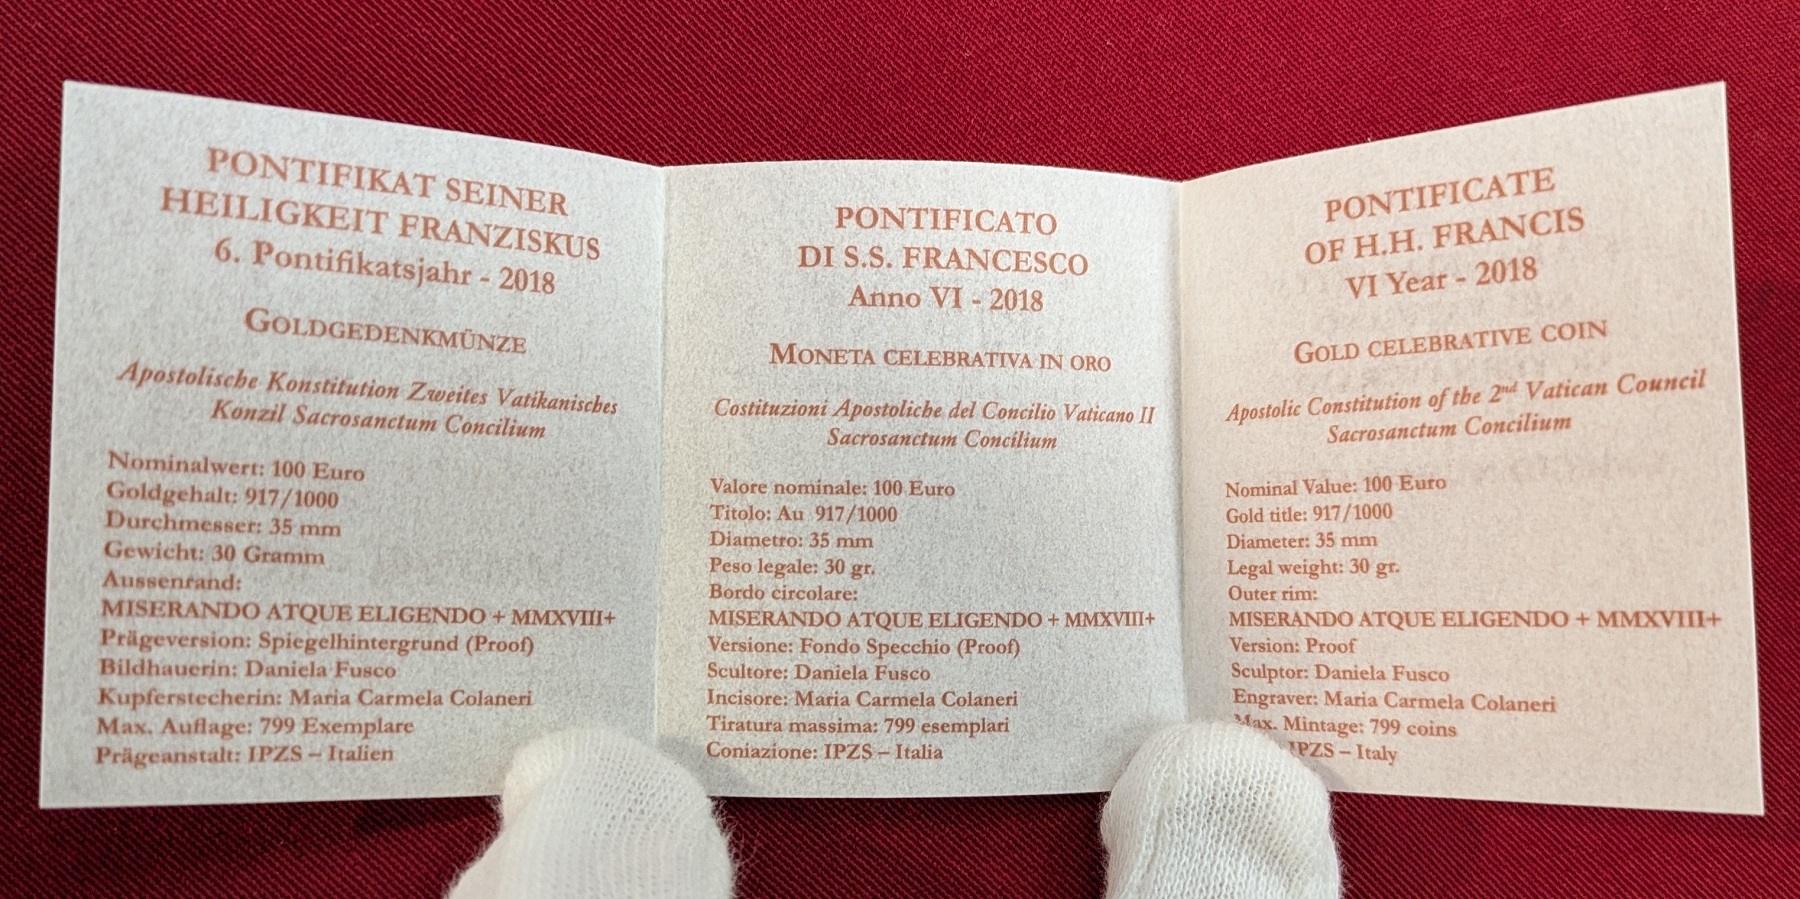 PONTIFIKAT SEINER
HEILIGKEIT FRANZISKUS
6. Pontifikatsjahr - 2018
GOLDGEDENKMÜNZE
Apostolische Konstitution Zweites Vatikanisches
Konzil Sacrosanctum Concilium
Nominalwert: 100 Euro
Goldgehalt: 917/1000
Durchmesser: 35 mm
Gewicht: 30 Gramm
Aussenrand:
MISERANDO ATQUE ELIGENDO + MMXVIII+
Prägeversion: Spiegelhintergrund (Proof)
Bildhauerin: Daniela Fusco
Kupferstecherin: Maria Carmela Colaneri
Max. Auflage: 799 Exemplare
Prägeanstalt: IPZS – Italien
PONTIFICATO
DI S.S. FRANCESCO
Anno VI - 2018
MONETA CELEBRATIVA IN ORO
Costituzioni Apostoliche del Concilio Vaticano II
Sacrosanctum Concilium
Valore nominale: 100 Euro
Titolo: Au 917/1000
Diametro: 35 mm
Peso legale: 30 gr.
Bordo circolare:
MISERANDO ATQUE ELIGENDO + MMXVIII+
Versione: Fondo Specchio (Proof)
Scultore: Daniela Fusco
Incisore: Maria Carmela Colaneri
Tiratura massima: 799 esemplari
Coniazione: IPZS – Italia
PONTIFICATE
OF H.H. FRANCIS
VI Year - 2018
GOLD CELEBRATIVE COIN
Apostolic Constitution of the 2nd Vatican Council
Sacrosanctum Concilium
Nominal Value: 100 Euro
Gold title: 917/1000
Diameter: 35 mm
Legal weight: 30 gr.
Outer rim:
MISERANDO ATQUE ELIGENDO + MMXVIII+
Version: Proof
Sculptor: Daniela Fusco
Engraver: Maria Carmela Colaneri
Max. Mintage: 799 coins
IPZS – Italy